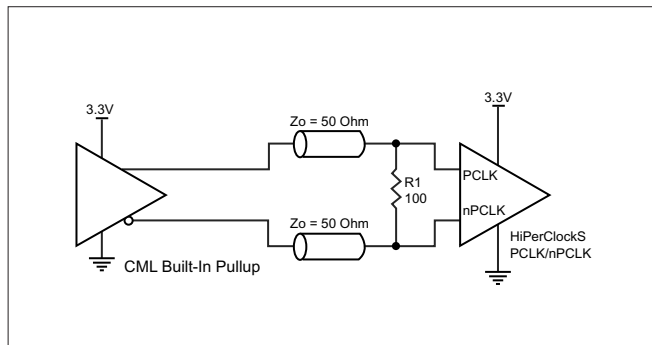 3.3V
Zo = 50 Ohm
3.3V
R1
100
PCLK
nPCLK
Zo = 50 Ohm
CML Built-In Pullup
HiPerClockS
PCLK/nPCLK